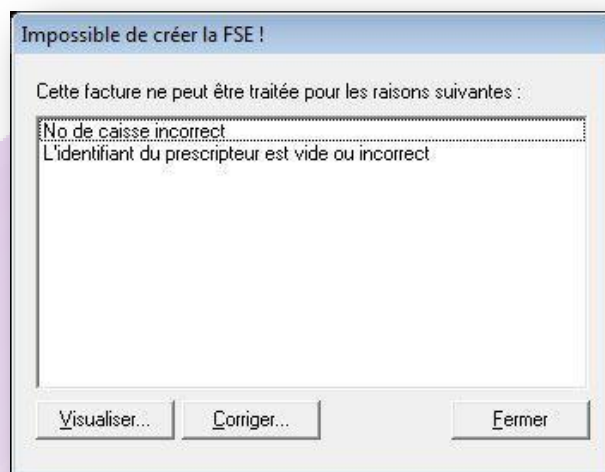 Impossible de créer la FSE !
Cette facture ne peut être traitée pour les raisons suivantes :
No de caisse incorrect
L'identifiant du prescripteur est vide ou incorrect
Visualiser... Corriger... Fermer